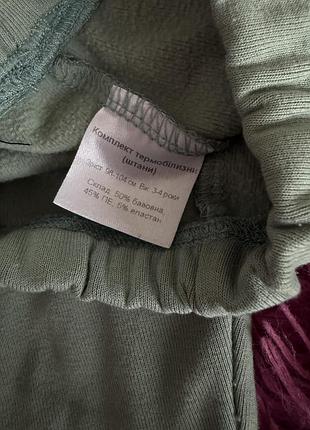 Комплект термобілизни
(штани)
Зріст 98-104 см. Вік: 3-4 роки
Склад: 50% бавовна,
45% ПЕ, 5% еластан